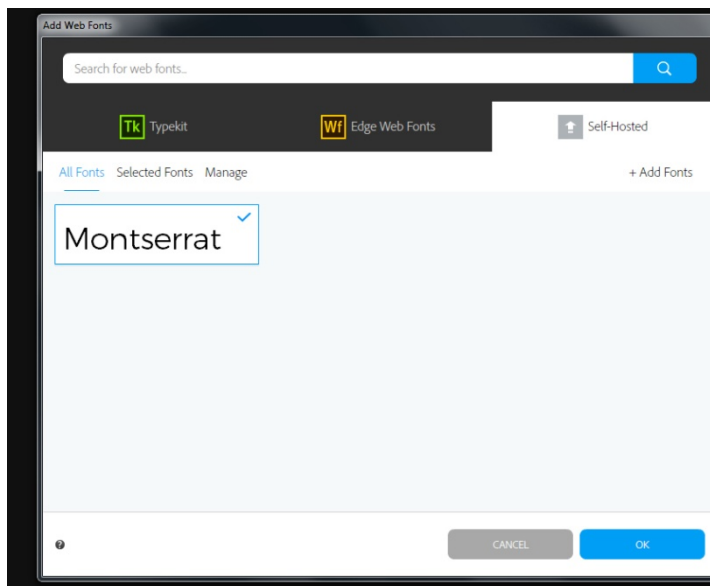 Add Web Fonts
Search for web fonts...
Tk Typekit Wf Edge Web Fonts Self-Hosted
All Fonts Selected Fonts Manage + Add Fonts
Montserrat
? CANCEL OK